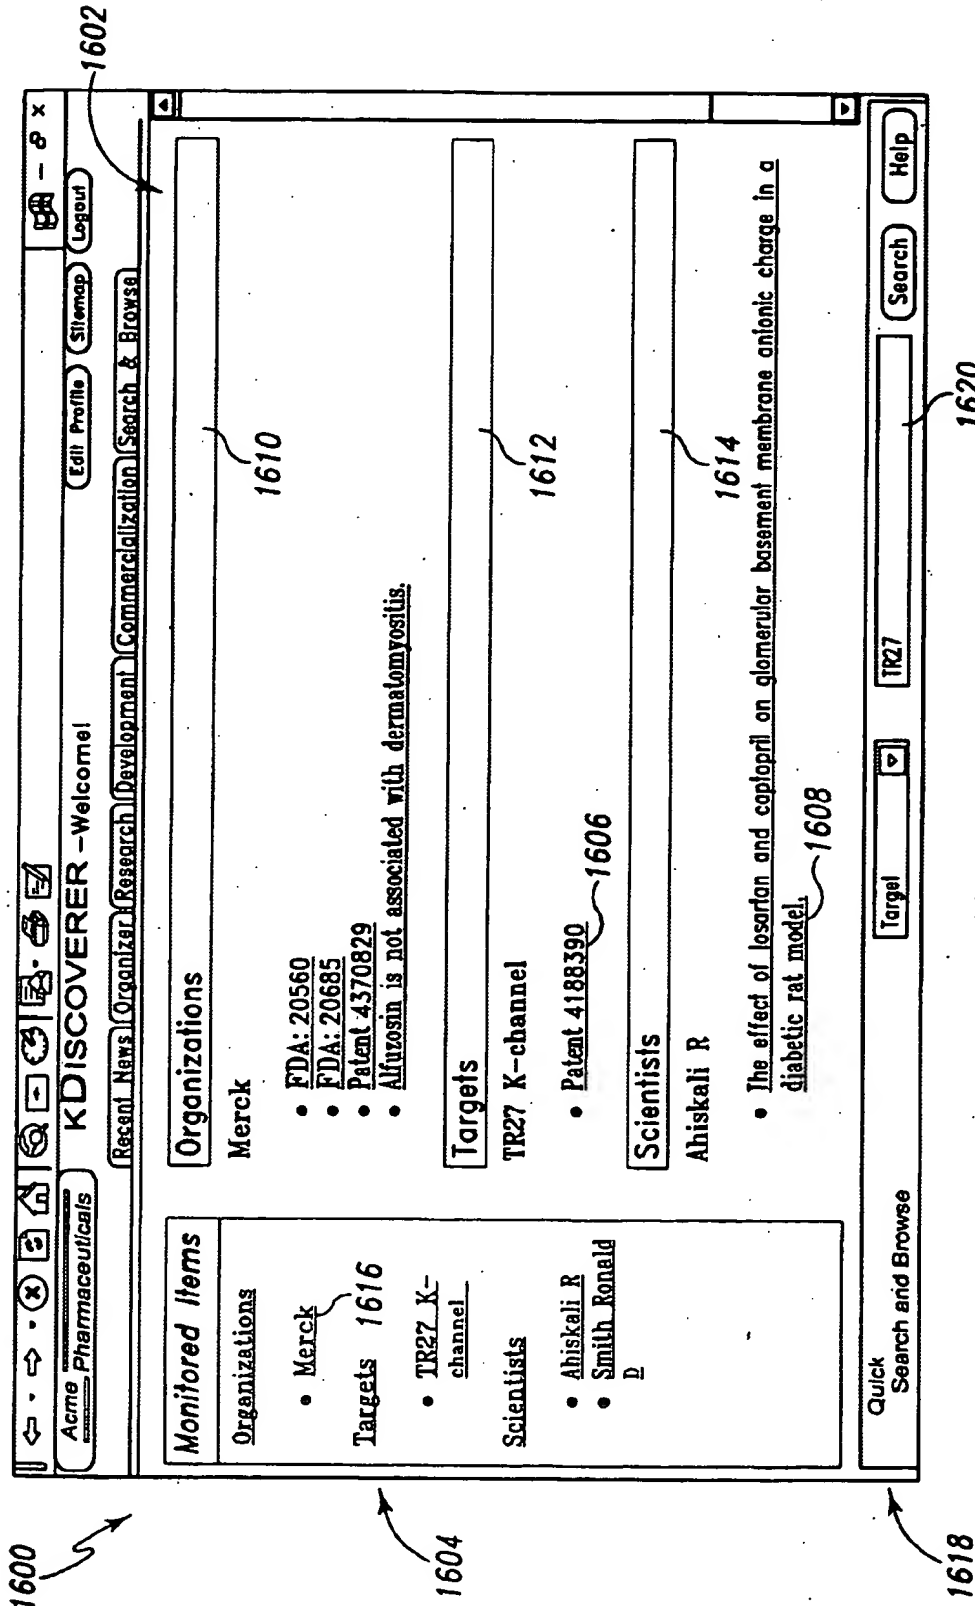 1600
1602
Acme Pharmaceuticals
KDISCOVERER –Welcome!
Edit Profile
Sitemap
Logout
Recent News
Organizer
Research
Development
Commercialization
Search & Browse
1604
Monitored Items
Organizations
• Merck
1616
Targets
• TR27 K–
channel
Scientists
• Ahiskali R
• Smith Ronald
D
Organizations
1610
Merck
• FDA: 20560
• FDA: 20685
• Patent 4370829
• Alfuzosin is not associated with dermatomyositis.
Targets
1612
TR27 K–channel
• Patent 4188390
1606
Scientists
1614
Ahiskali R
• The effect of losartan and captopril on glomerular basement membrane anionic charge in a
diabetic rat model.
1608
1618
Quick
Search and Browse
Target
TR27
Search
Help
1620